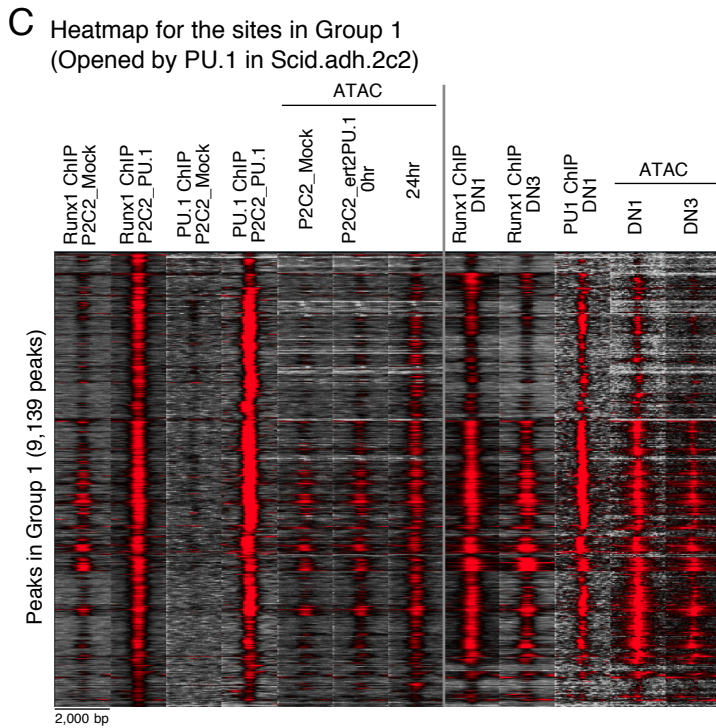 C Heatmap for the sites in Group 1
(Opened by PU.1 in Scid.adh.2c2)
ATAC
Runx1 ChIP
P2C2_Mock
Runx1 ChIP
P2C2_PU.1
PU.1 ChIP
P2C2_Mock
PU.1 ChIP
P2C2_PU.1
P2C2_Mock
P2C2_ert2PU.1
0hr
24hr
Runx1 ChIP
DN1
Runx1 ChIP
DN3
PU1 ChIP
DN1
ATAC
DN1
DN3
Peaks in Group 1 (9,139 peaks)
2,000 bp